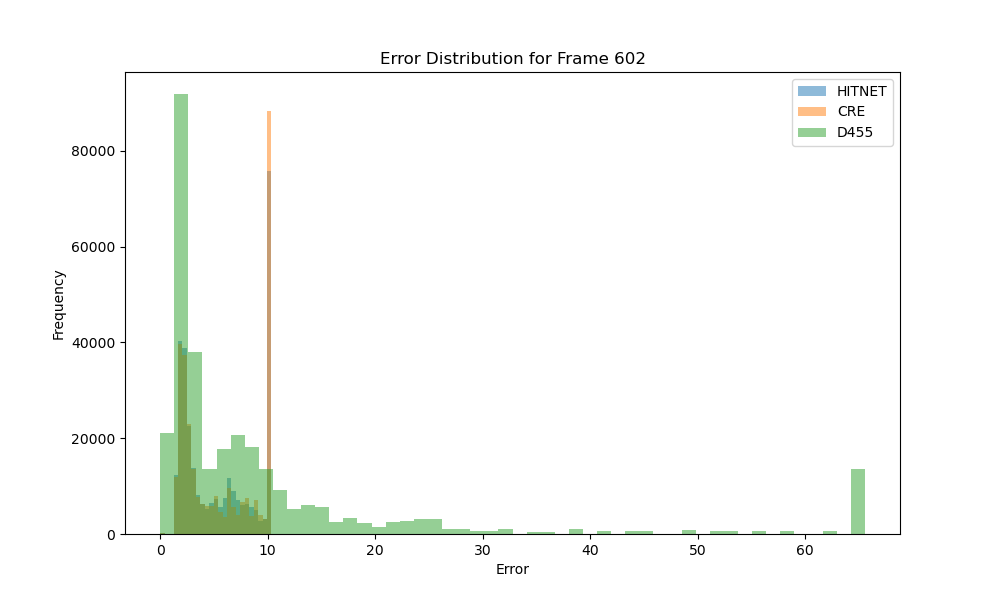 Error Distribution for Frame 602
HITNET
CRE
D455
80000
60000
40000
20000
0
Frequency
0 10 20 30 40 50 60
Error